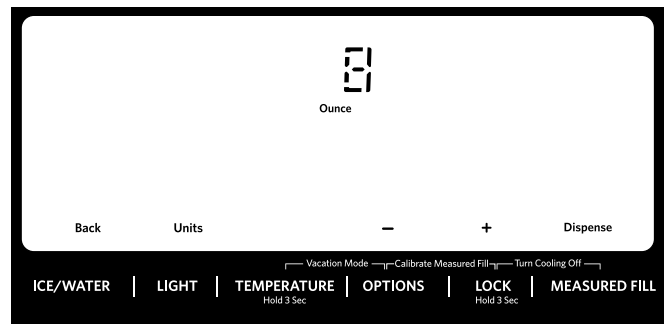 8
Ounce
Back Units − + Dispense
Vacation Mode Calibrate Measured Fill Turn Cooling Off
ICE/WATER | LIGHT | TEMPERATURE | OPTIONS | LOCK | MEASURED FILL
Hold 3 Sec Hold 3 Sec